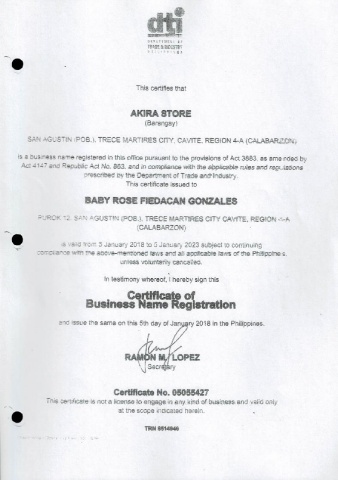 dti
DEPARTMENT OF
TRADE & INDUSTRY
PHILIPPINES
This certifies that
AKIRA STORE
(Barangay)
SAN AGUSTIN (POB.), TRECE MARTIRES CITY, CAVITE, REGION 4-A (CALABARZON)
is a business name registered in this office pursuant to the provisions of Act 3883, as amended by
Act 4147 and Republic Act No. 863, and in compliance with the applicable rules and regulations
prescribed by the Department of Trade and Industry.
This certificate issued to
BABY ROSE FIEDACAN GONZALES
PUROK 12, SAN AGUSTIN (POB.), TRECE MARTIRES CITY CAVITE, REGION 4-A
(CALABARZON)
is valid from 5 January 2018 to 5 January 2023 subject to continuing
compliance with the above-mentioned laws and all applicable laws of the Philippines,
unless voluntarily cancelled.
In testimony whereof, I hereby sign this
Certificate of
Business Name Registration
and issue the same on this 5th day of January 2018 in the Philippines.
RAMON M. LOPEZ
Secretary
Certificate No. 05055427
This certificate is not a license to engage in any kind of business and valid only
at the scope indicated herein.
TRN 6514946